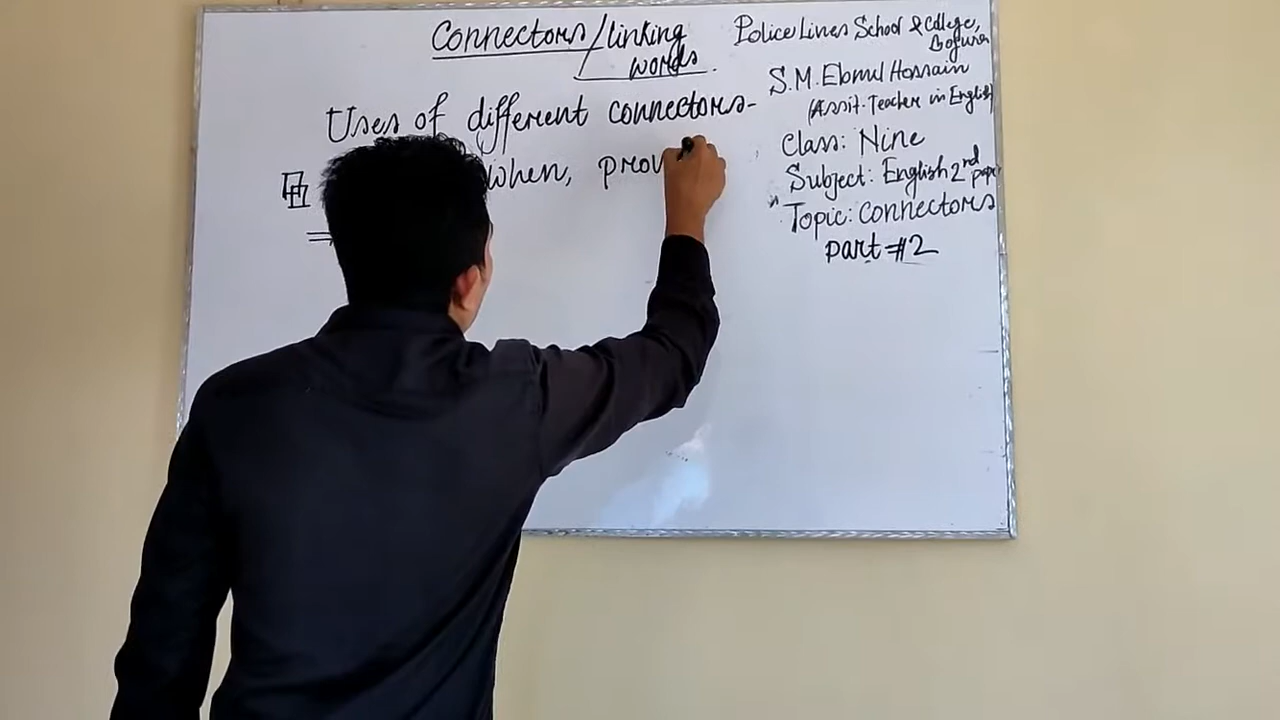 Connectors/linking
words.
Uses of different connectors-
When, prov
Police Lines School & College,
Bogura
S.M. Ebnul Hossain
(Assit. Teacher in English)
Class: Nine
Subject: English 2nd paper
Topic: Connectors
part #2